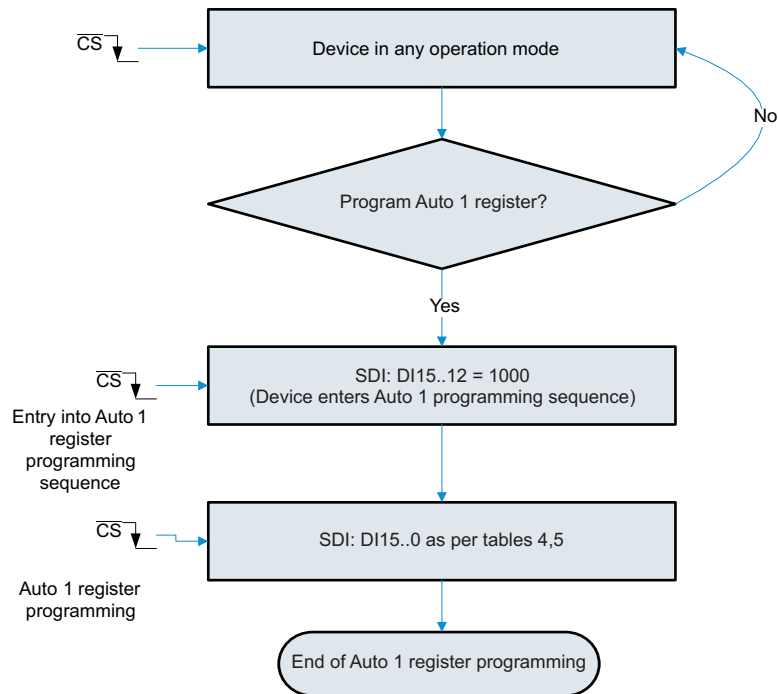 CS
Device in any operation mode
No
Program Auto 1 register?
Yes
CS
SDI: DI15..12 = 1000
(Device enters Auto 1 programming sequence)
Entry into Auto 1
register
programming
sequence
CS
SDI: DI15..0 as per tables 4,5
Auto 1 register
programming
End of Auto 1 register programming